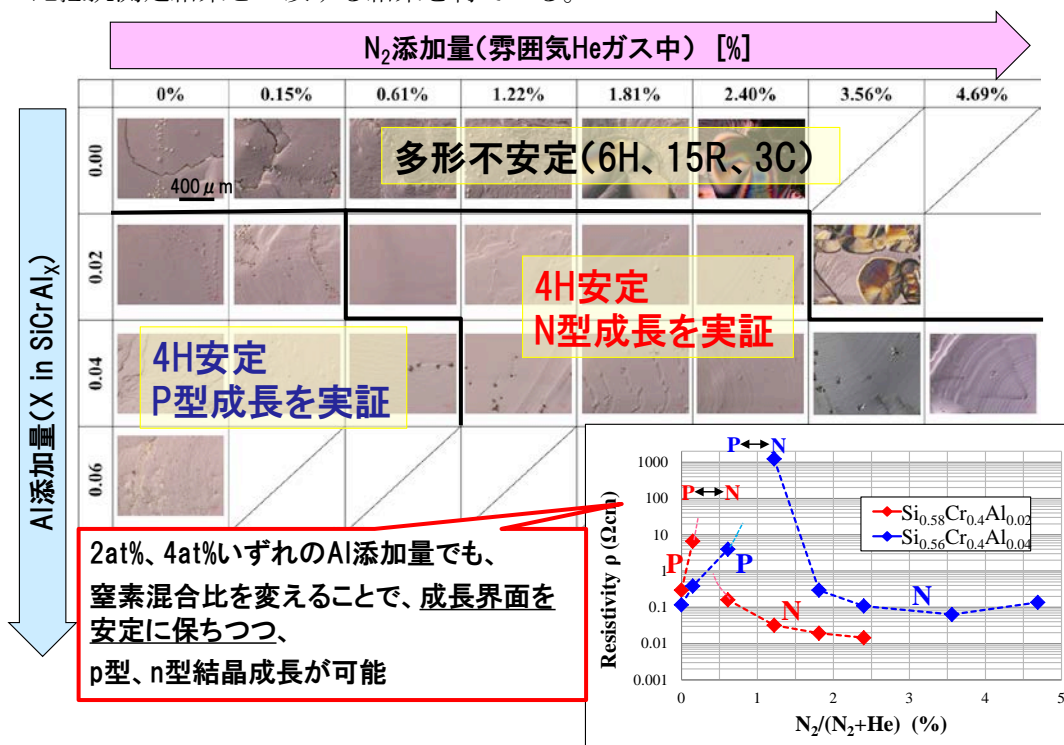 N₂添加量(雰囲気Heガス中) [%]
0% 0.15% 0.61% 1.22% 1.81% 2.40% 3.56% 4.69%
Al添加量(X in SiCrAlX)
0.00
多形不安定(6H、15R、3C)
400μm
0.02
4H安定
N型成長を実証
0.04
4H安定
P型成長を実証
0.06
2at%、4at%いずれのAl添加量でも、
窒素混合比を変えることで、成長界面を
安定に保ちつつ、
p型、n型結晶成長が可能
P↔N
P↔N
Si0.58Cr0.4Al0.02
Si0.56Cr0.4Al0.04
P
P
N
N
Resistivity ρ (Ωcm)
1000
100
10
1
0.1
0.01
0.001
0 1 2 3 4 5
N₂/(N₂+He) (%)